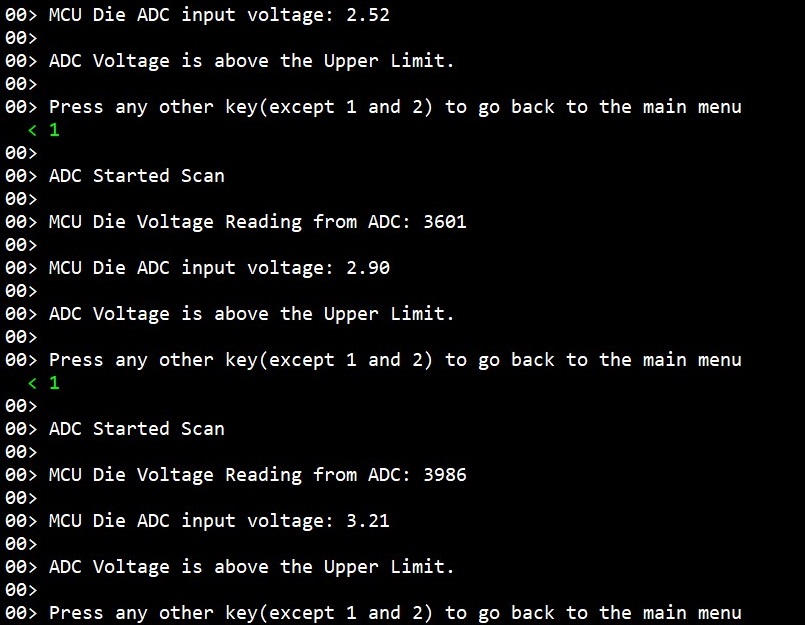 00> MCU Die ADC input voltage: 2.52
00>
00> ADC Voltage is above the Upper Limit.
00>
00> Press any other key(except 1 and 2) to go back to the main menu
< 1
00>
00> ADC Started Scan
00>
00> MCU Die Voltage Reading from ADC: 3601
00>
00> MCU Die ADC input voltage: 2.90
00>
00> ADC Voltage is above the Upper Limit.
00>
00> Press any other key(except 1 and 2) to go back to the main menu
< 1
00>
00> ADC Started Scan
00>
00> MCU Die Voltage Reading from ADC: 3986
00>
00> MCU Die ADC input voltage: 3.21
00>
00> ADC Voltage is above the Upper Limit.
00>
00> Press any other key(except 1 and 2) to go back to the main menu